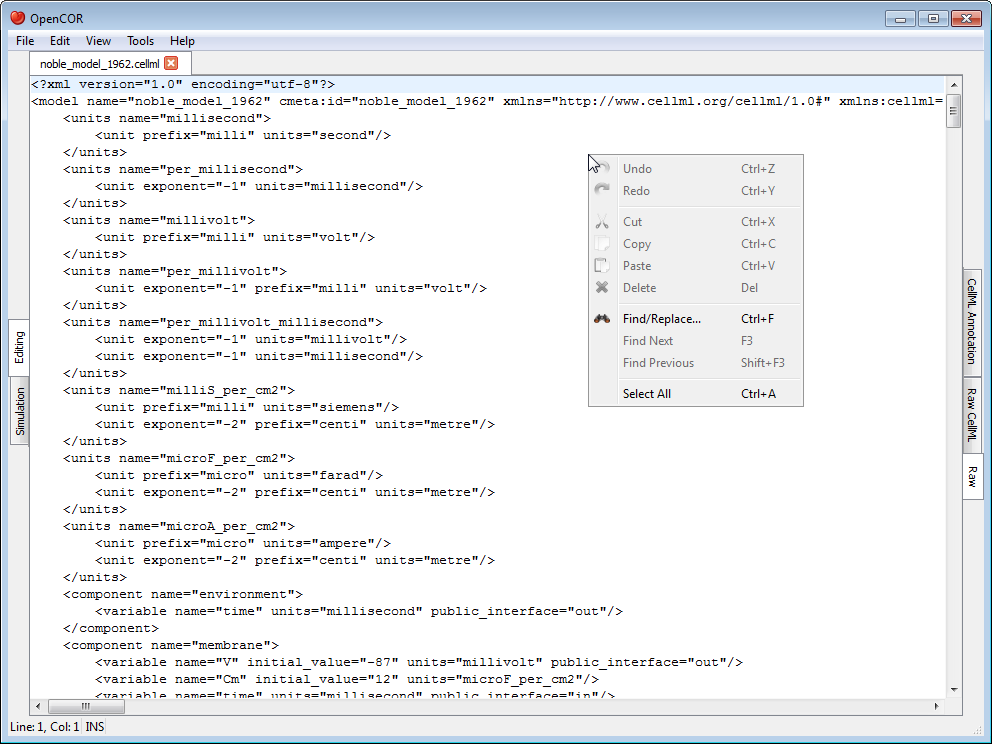 OpenCOR
File Edit View Tools Help
noble_model_1962.cellml
<?xml version="1.0" encoding="utf-8"?>
<model name="noble_model_1962" cmeta:id="noble_model_1962" xmlns="http://www.cellml.org/cellml/1.0#" xmlns:cellml=
<units name="millisecond">
<unit prefix="milli" units="second"/>
</units>
<units name="per_millisecond">
<unit exponent="-1" units="millisecond"/>
</units>
<units name="millivolt">
<unit prefix="milli" units="volt"/>
</units>
<units name="per_millivolt">
<unit exponent="-1" prefix="milli" units="volt"/>
</units>
<units name="per_millivolt_millisecond">
<unit exponent="-1" units="millivolt"/>
<unit exponent="-1" units="millisecond"/>
</units>
<units name="milliS_per_cm2">
<unit prefix="milli" units="siemens"/>
<unit exponent="-2" prefix="centi" units="metre"/>
</units>
<units name="microF_per_cm2">
<unit prefix="micro" units="farad"/>
<unit exponent="-2" prefix="centi" units="metre"/>
</units>
<units name="microA_per_cm2">
<unit prefix="micro" units="ampere"/>
<unit exponent="-2" prefix="centi" units="metre"/>
</units>
<component name="environment">
<variable name="time" units="millisecond" public_interface="out"/>
</component>
<component name="membrane">
<variable name="V" initial_value="-87" units="millivolt" public_interface="out"/>
<variable name="Cm" initial_value="12" units="microF_per_cm2"/>
<variable name="time" units="millisecond" public_interface="in"/>
Undo Ctrl+Z
Redo Ctrl+Y
Cut Ctrl+X
Copy Ctrl+C
Paste Ctrl+V
Delete Del
Find/Replace... Ctrl+F
Find Next F3
Find Previous Shift+F3
Select All Ctrl+A
Editing
Simulation
CellML Annotation
Raw CellML
Raw
Line: 1, Col: 1 INS